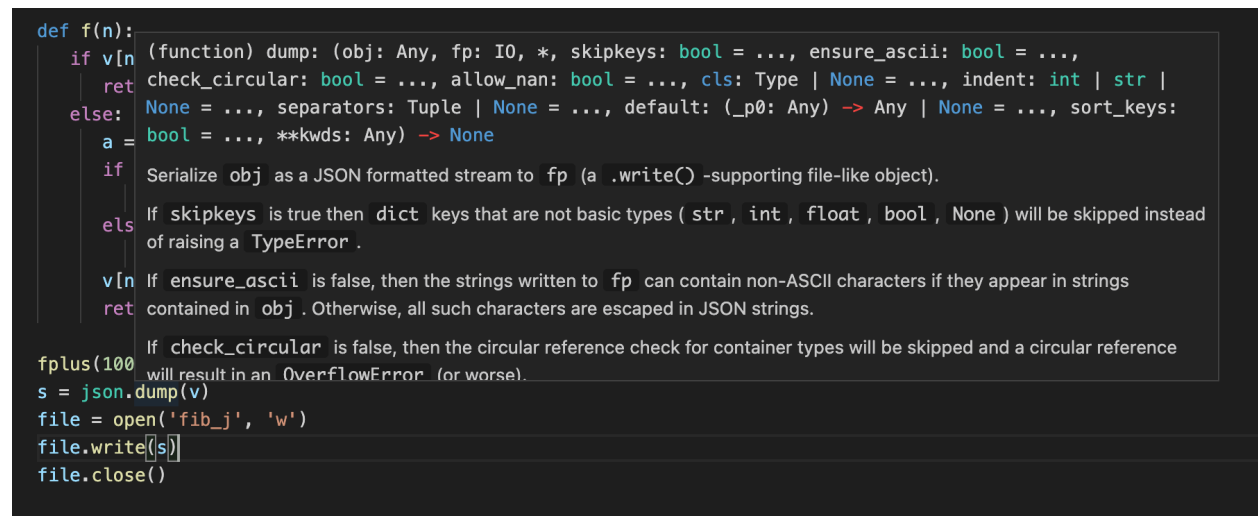 def f(n):
if v[n
ret
else:
a =
if
els
v[n
ret
(function) dump: (obj: Any, fp: IO, *, skipkeys: bool = ..., ensure_ascii: bool = ...,
check_circular: bool = ..., allow_nan: bool = ..., cls: Type | None = ..., indent: int | str |
None = ..., separators: Tuple | None = ..., default: (_p0: Any) -> Any | None = ..., sort_keys:
bool = ..., **kwds: Any) -> None
Serialize obj as a JSON formatted stream to fp (a .write() -supporting file-like object).
If skipkeys is true then dict keys that are not basic types ( str , int , float , bool , None ) will be skipped instead
of raising a TypeError .
If ensure_ascii is false, then the strings written to fp can contain non-ASCII characters if they appear in strings
contained in obj . Otherwise, all such characters are escaped in JSON strings.
If check_circular is false, then the circular reference check for container types will be skipped and a circular reference
will result in an OverflowError (or worse).
fplus(100
s = json.dump(v)
file = open('fib_j', 'w')
file.write(s)
file.close()